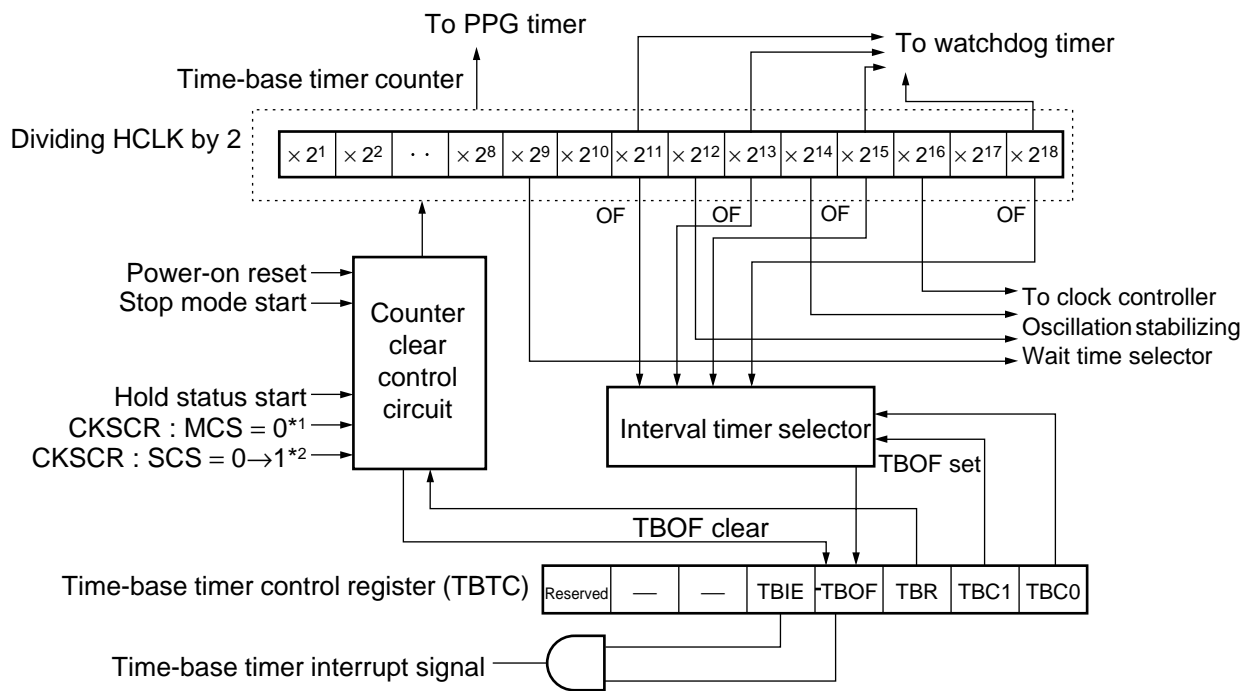 To PPG timer
To watchdog timer
Time-base timer counter
Dividing HCLK by 2
× 2¹ × 2² · · × 2⁸ × 2⁹ × 2¹⁰ × 2¹¹ × 2¹² × 2¹³ × 2¹⁴ × 2¹⁵ × 2¹⁶ × 2¹⁷ × 2¹⁸
OF OF OF OF
Power-on reset
Stop mode start
Counter
clear
control
circuit
To clock controller
Oscillation stabilizing
Wait time selector
Hold status start
CKSCR : MCS = 0*¹
CKSCR : SCS = 0→1*²
Interval timer selector
TBOF set
TBOF clear
Time-base timer control register (TBTC)
Reserved — — TBIE TBOF TBR TBC1 TBC0
Time-base timer interrupt signal